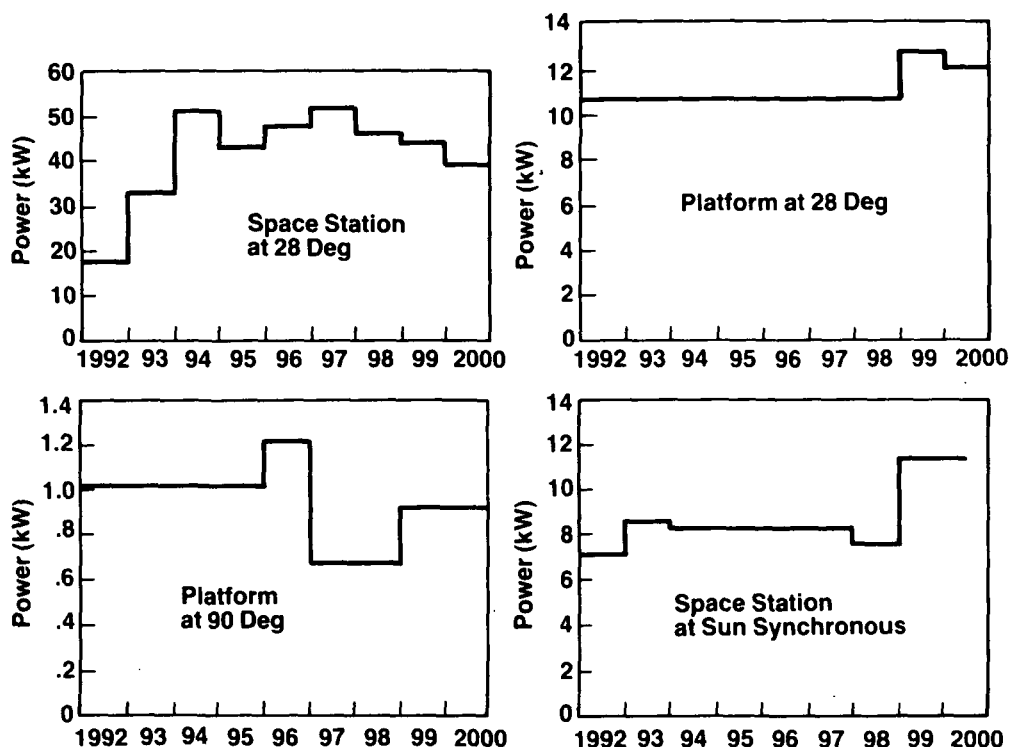 60
50
40
30
20
10
0
Power (kW)
Space Station
at 28 Deg
1992 93 94 95 96 97 98 99 2000
14
12
10
8
6
4
2
0
Power (kW)
Platform at 28 Deg
1992 93 94 95 96 97 98 99 2000
1.4
1.2
1.0
.8
.6
.4
.2
0
Power (kW)
Platform
at 90 Deg
1992 93 94 95 96 97 98 99 2000
14
12
10
8
6
4
2
0
Power (kW)
Space Station
at Sun Synchronous
1992 93 94 95 96 97 98 99 2000